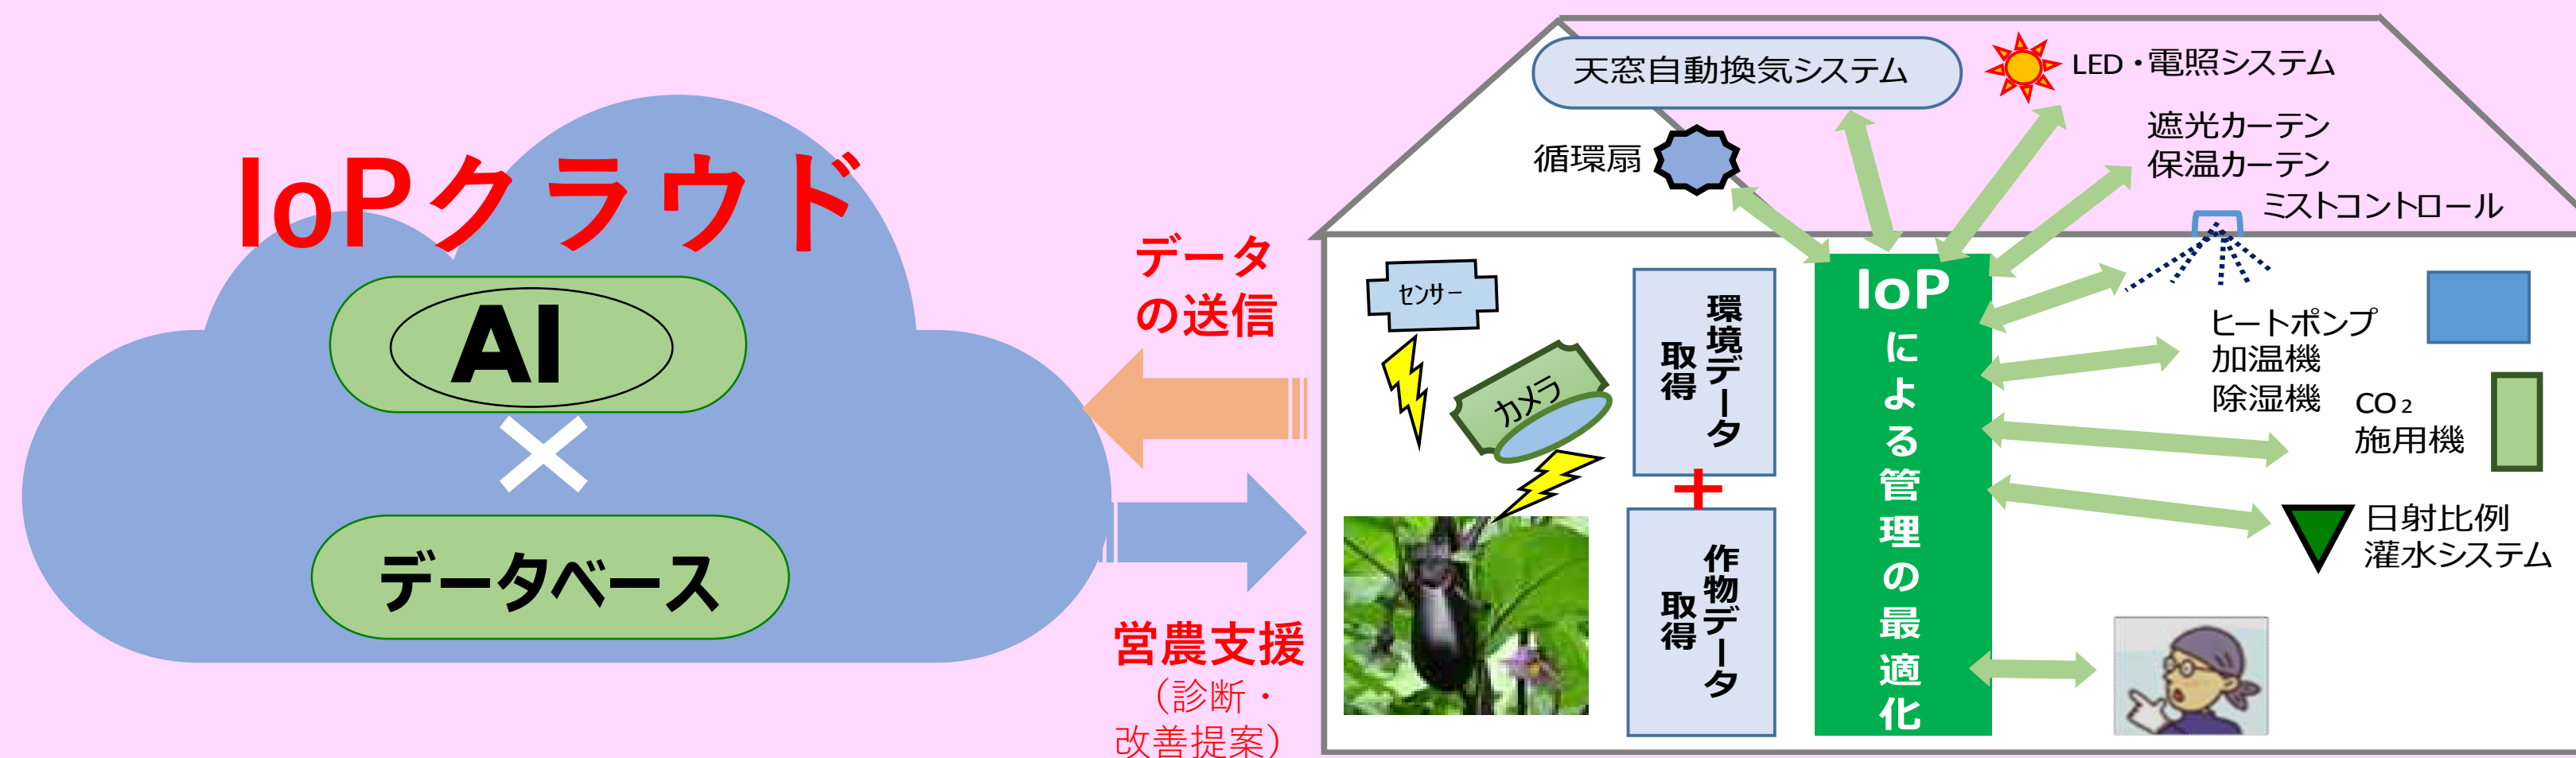 IoPクラウド
AI
データベース
データ
の送信
営農支援
（診断・
改善提案）
天窓自動換気システム
LED・電照システム
循環扇
遮光カーテン
保温カーテン
ミストコントロール
センサー
カメラ
環境データ
取得
+
作物データ
取得
IoPによる管理の最適化
ヒートポンプ
加温機
除湿機
CO₂
施用機
日射比例
灌水システム